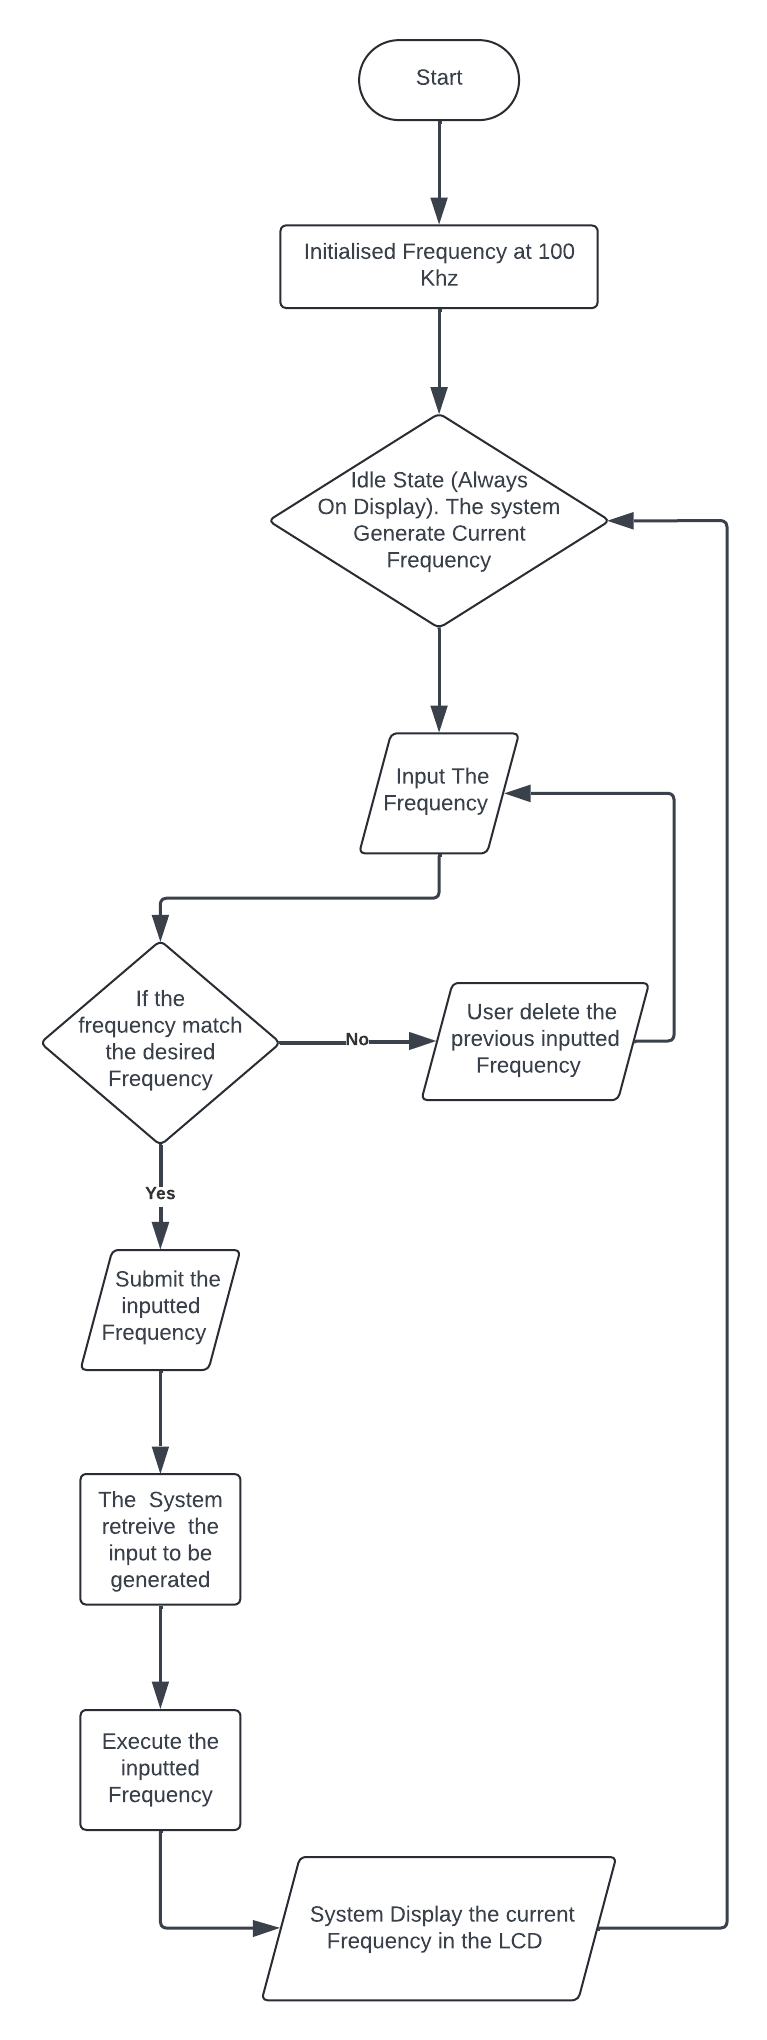 Start
Initialised Frequency at 100
Khz
Idle State (Always
On Display). The system
Generate Current
Frequency
Input The
Frequency
If the
frequency match
the desired
Frequency
No
User delete the
previous inputted
Frequency
Yes
Submit the
inputted
Frequency
The System
retreive the
input to be
generated
Execute the
inputted
Frequency
System Display the current
Frequency in the LCD